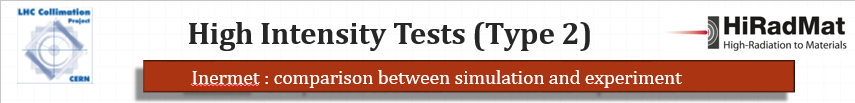 LHC Collimation
Project
CERN
High Intensity Tests (Type 2)
HiRadMat
High-Radiation to Materials
Inermet : comparison between simulation and experiment